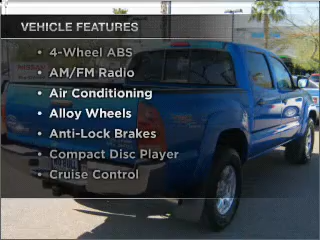 VEHICLE FEATURES
• 4-Wheel ABS
• AM/FM Radio
• Air Conditioning
• Alloy Wheels
• Anti-Lock Brakes
• Compact Disc Player
• Cruise Control